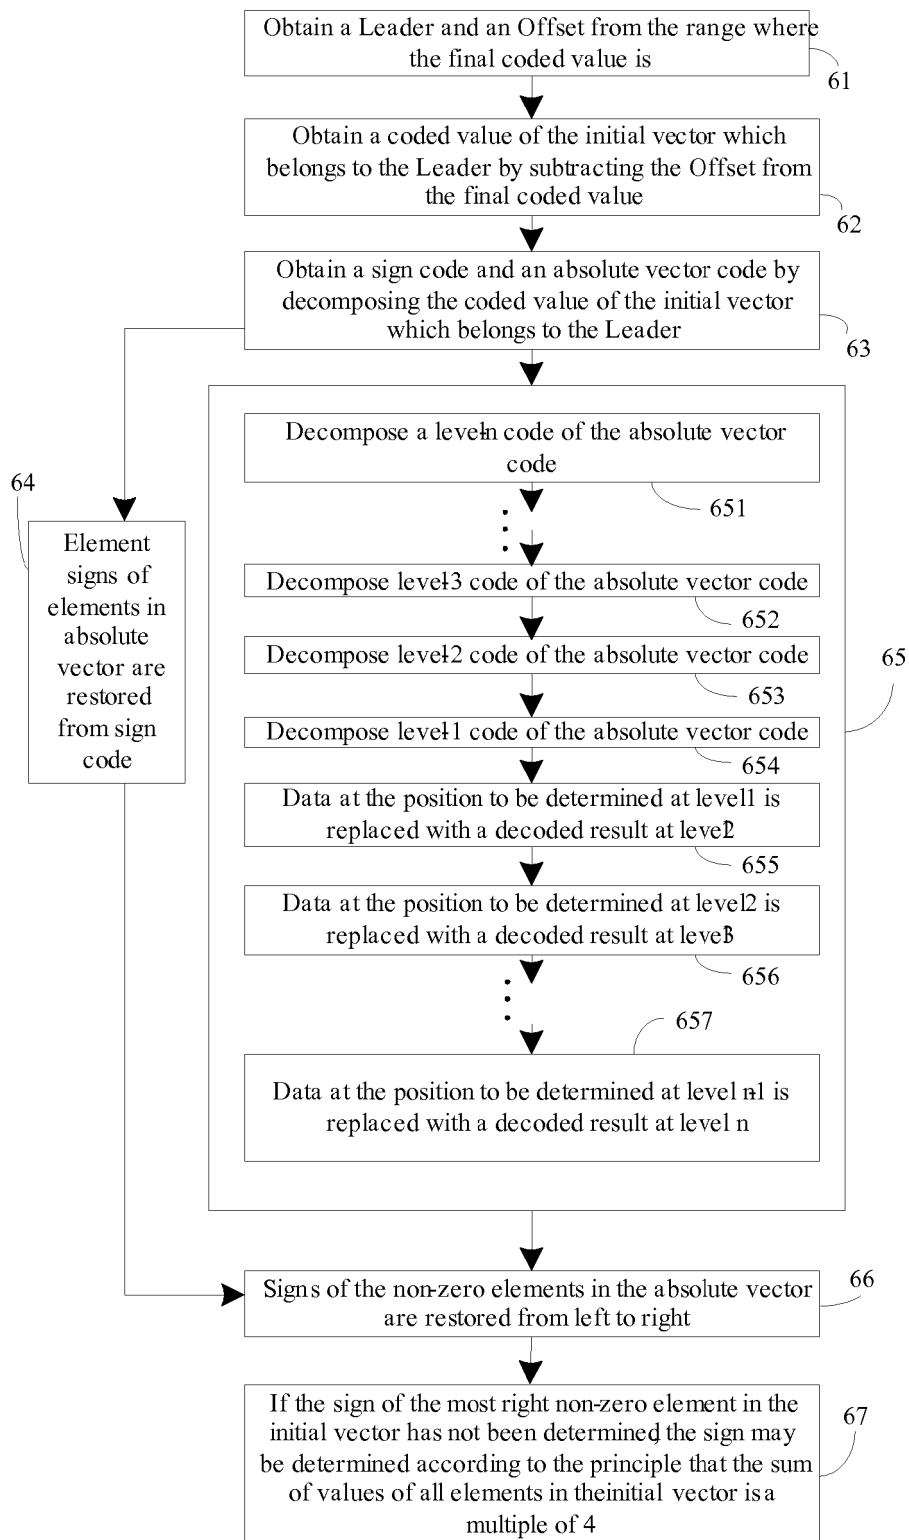 Obtain a Leader and an Offset from the range where
the final coded value is
61
Obtain a coded value of the initial vector which
belongs to the Leader by subtracting the Offset from
the final coded value
62
Obtain a sign code and an absolute vector code by
decomposing the coded value of the initial vector
which belongs to the Leader
63
64
Element
signs of
elements in
absolute
vector are
restored
from sign
code
Decompose a level-n code of the absolute vector
code
651
Decompose level-3 code of the absolute vector code
652
Decompose level-2 code of the absolute vector code
653
Decompose level-1 code of the absolute vector code
654
65
Data at the position to be determined at level1 is
replaced with a decoded result at level2
655
Data at the position to be determined at level2 is
replaced with a decoded result at level3
656
657
Data at the position to be determined at level n-1 is
replaced with a decoded result at level n
Signs of the non-zero elements in the absolute vector
are restored from left to right
66
If the sign of the most right non-zero element in the
initial vector has not been determined, the sign may
be determined according to the principle that the sum
of values of all elements in theinitial vector is a
multiple of 4
67